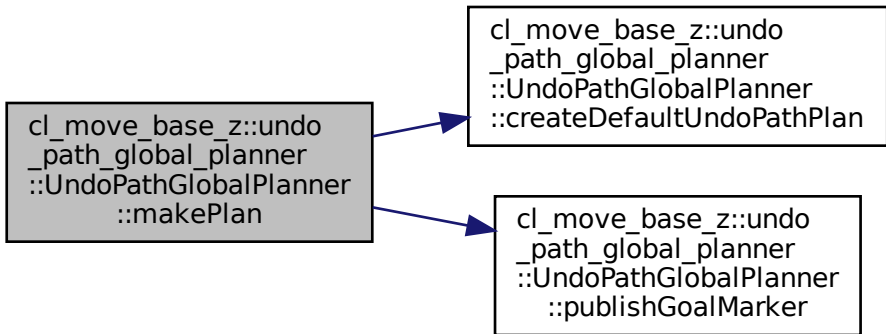 cl_move_base_z::undo
_path_global_planner
::UndoPathGlobalPlanner
::makePlan
cl_move_base_z::undo
_path_global_planner
::UndoPathGlobalPlanner
::createDefaultUndoPathPlan
cl_move_base_z::undo
_path_global_planner
::UndoPathGlobalPlanner
::publishGoalMarker